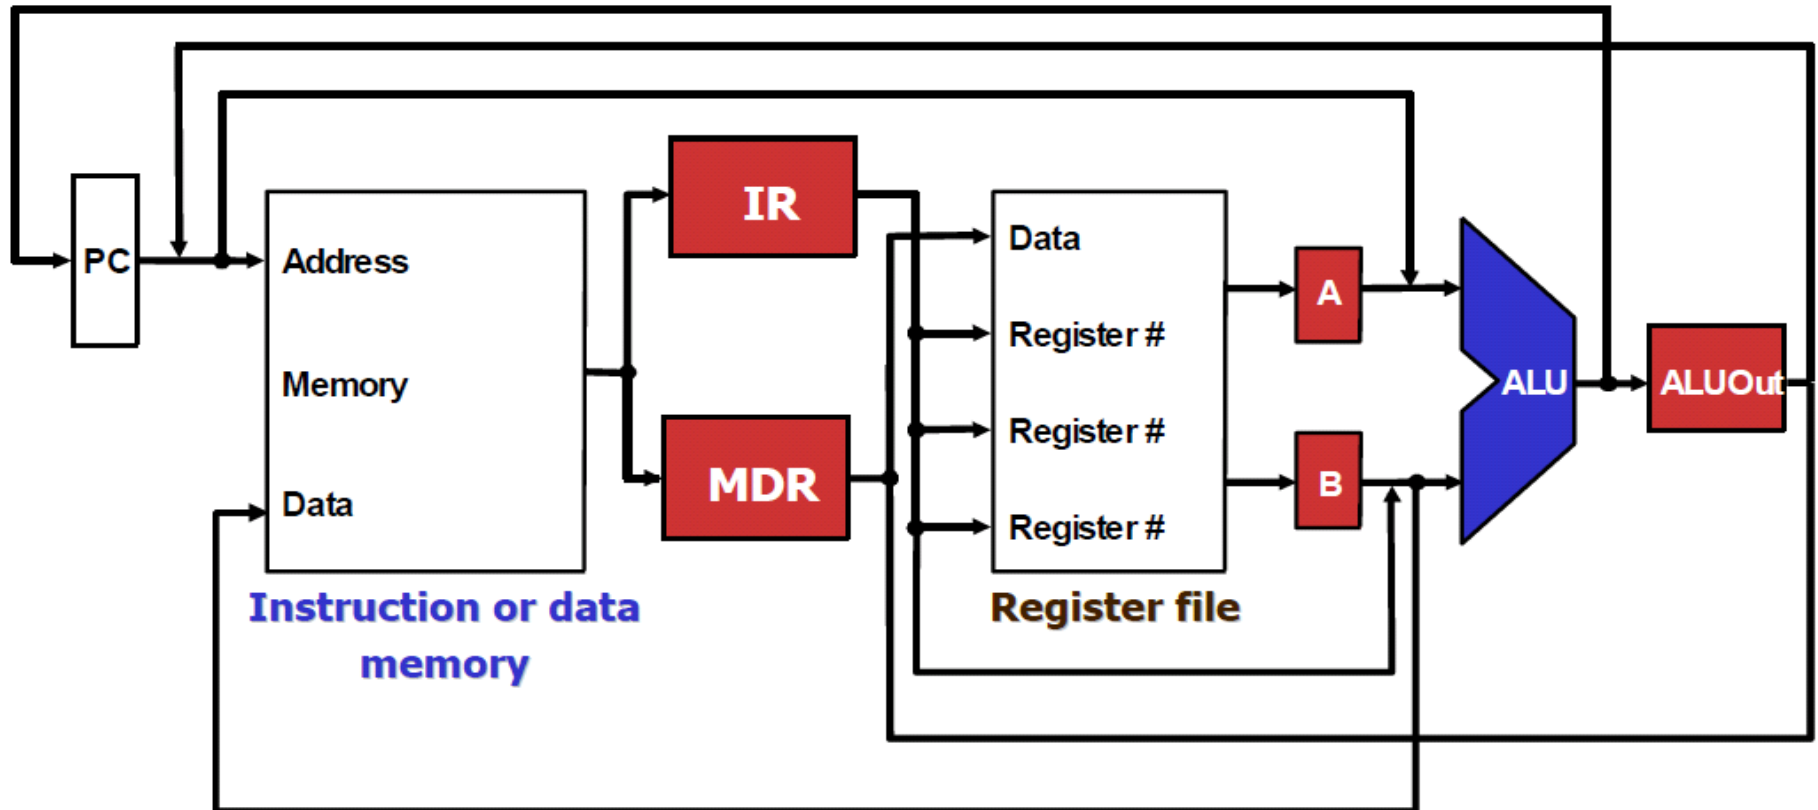 PC
Address
Memory
Data
Instruction or data
memory
IR
MDR
Data
Register #
Register #
Register #
Register file
A
B
ALU
ALUOut